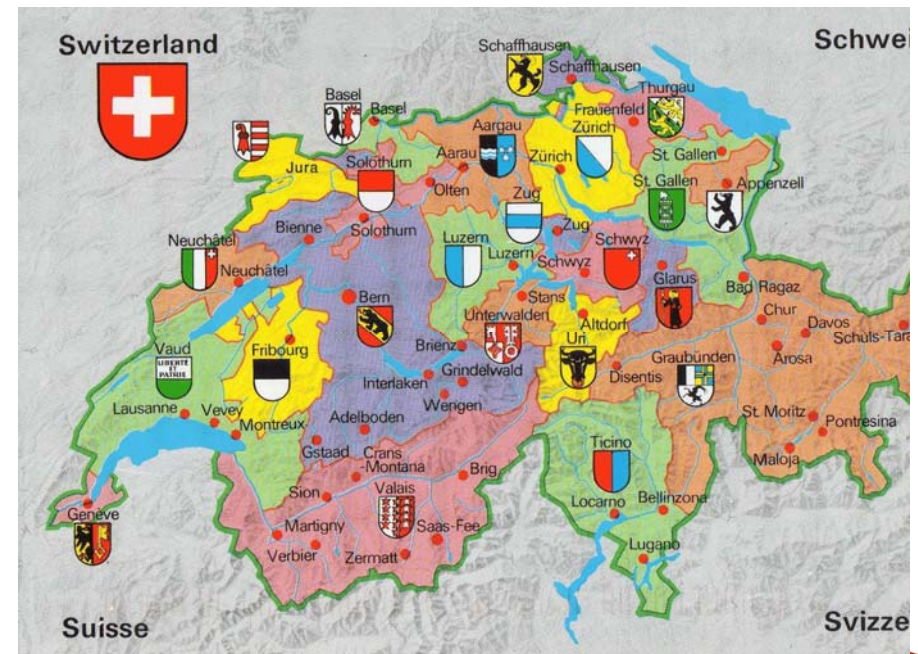 Switzerland
Schwei
Schaffhausen
Schaffhausen
Basel
Basel
Thurgau
Frauenfeld
Aargau
Zürich
Jura
Solothurn
Aarau
Zürich
St. Gallen
Olten
Zug
St. Gallen
Appenzell
Bienne
Solothurn
Luzern
Zug
Schwyz
Neuchâtel
Neuchâtel
Luzern
Schwyz
Glarus
Bad Ragaz
Bern
Stans
Unterwalden
Altdorf
Chur
Davos
Schuls-Tara
Vaud
LIBERTÉ
ET
PATRIE
Fribourg
Brienz
Uri
Graubünden
Arosa
Interlaken
Grindelwald
Disentis
Lausanne
Vevey
Montreux
Adelboden
Wengen
St. Moritz
Pontresina
Gstaad
Crans
-Montana
Brig
Ticino
Maloja
Sion
Valais
Locarno
Bellinzona
Genève
Martigny
Saas-Fee
Verbier
Zermatt
Lugano
Suisse
Svizze